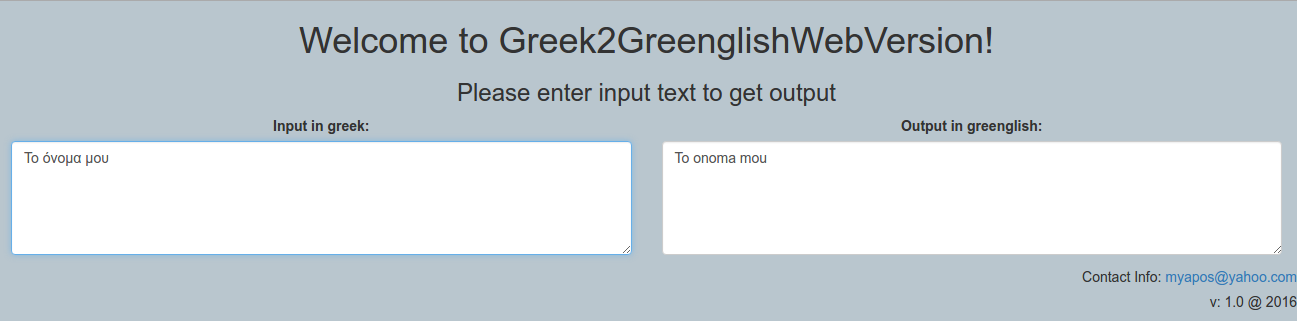 Welcome to Greek2GreenglishWebVersion!
Please enter input text to get output
Input in greek:
Το όνομα μου
Output in greenglish:
To onoma mou
Contact Info: myapos@yahoo.com
v: 1.0 @ 2016